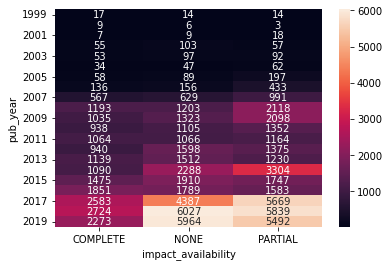 1999 17 14 14
9 6 3
2001 7 9 18
55 103 57
2003 53 97 92
34 47 62
2005 58 89 197
136 156 433
2007 567 629 991
1193 1203 2118
2009 1035 1323 2098
938 1105 1352
2011 1064 1066 1164
940 1598 1375
2013 1139 1512 1230
1090 2288 3304
2015 1475 1910 1747
1851 1789 1583
2017 2583 4387 5669
2724 6027 5839
2019 2273 5964 5492
COMPLETE NONE PARTIAL
impact_availability
pub_year
6000
5000
4000
3000
2000
1000